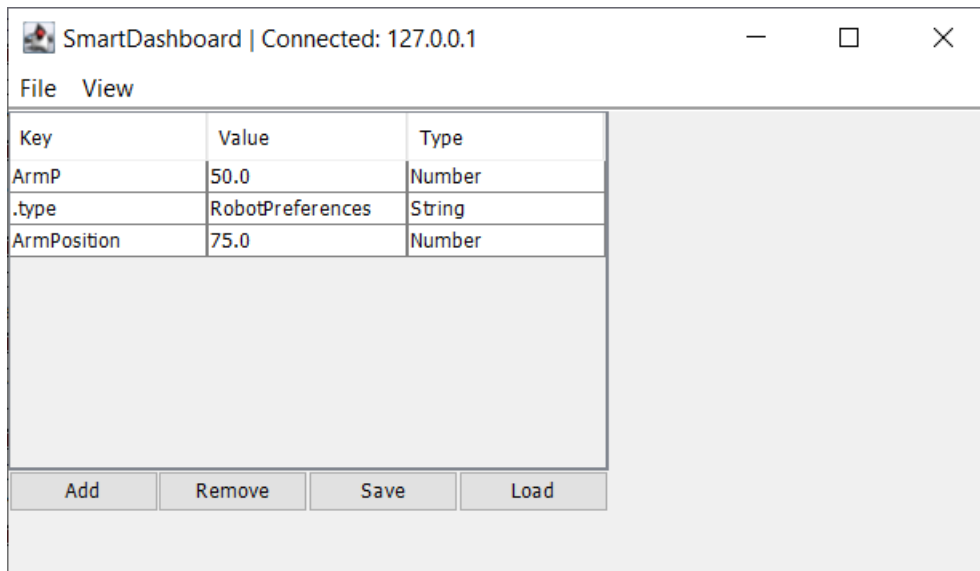 SmartDashboard | Connected: 127.0.0.1
File View
Key Value Type
ArmP 50.0 Number
.type RobotPreferences String
ArmPosition 75.0 Number
Add Remove Save Load